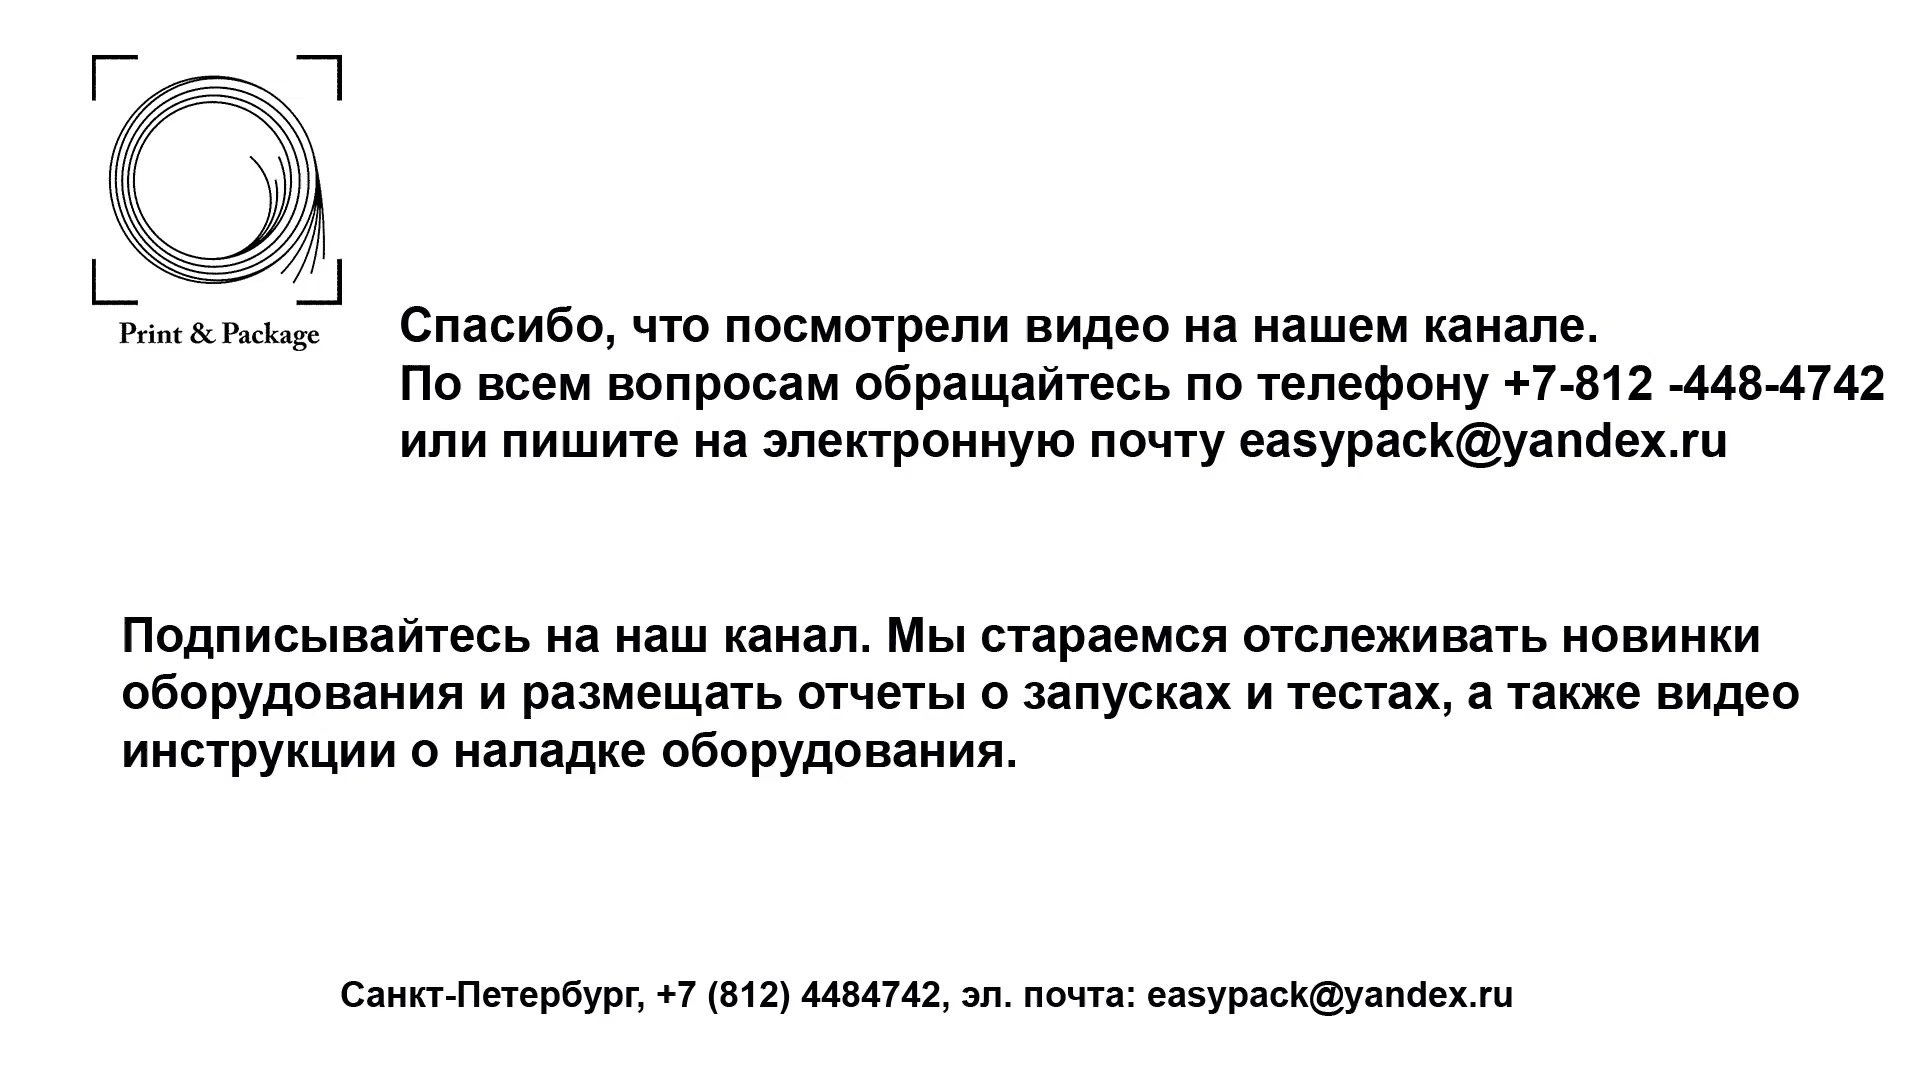 Print & Package
Спасибо, что посмотрели видео на нашем канале.
По всем вопросам обращайтесь по телефону +7-812 -448-4742
или пишите на электронную почту easypack@yandex.ru
Подписывайтесь на наш канал. Мы стараемся отслеживать новинки
оборудования и размещать отчеты о запусках и тестах, а также видео
инструкции о наладке оборудования.
Санкт-Петербург, +7 (812) 4484742, эл. почта: easypack@yandex.ru